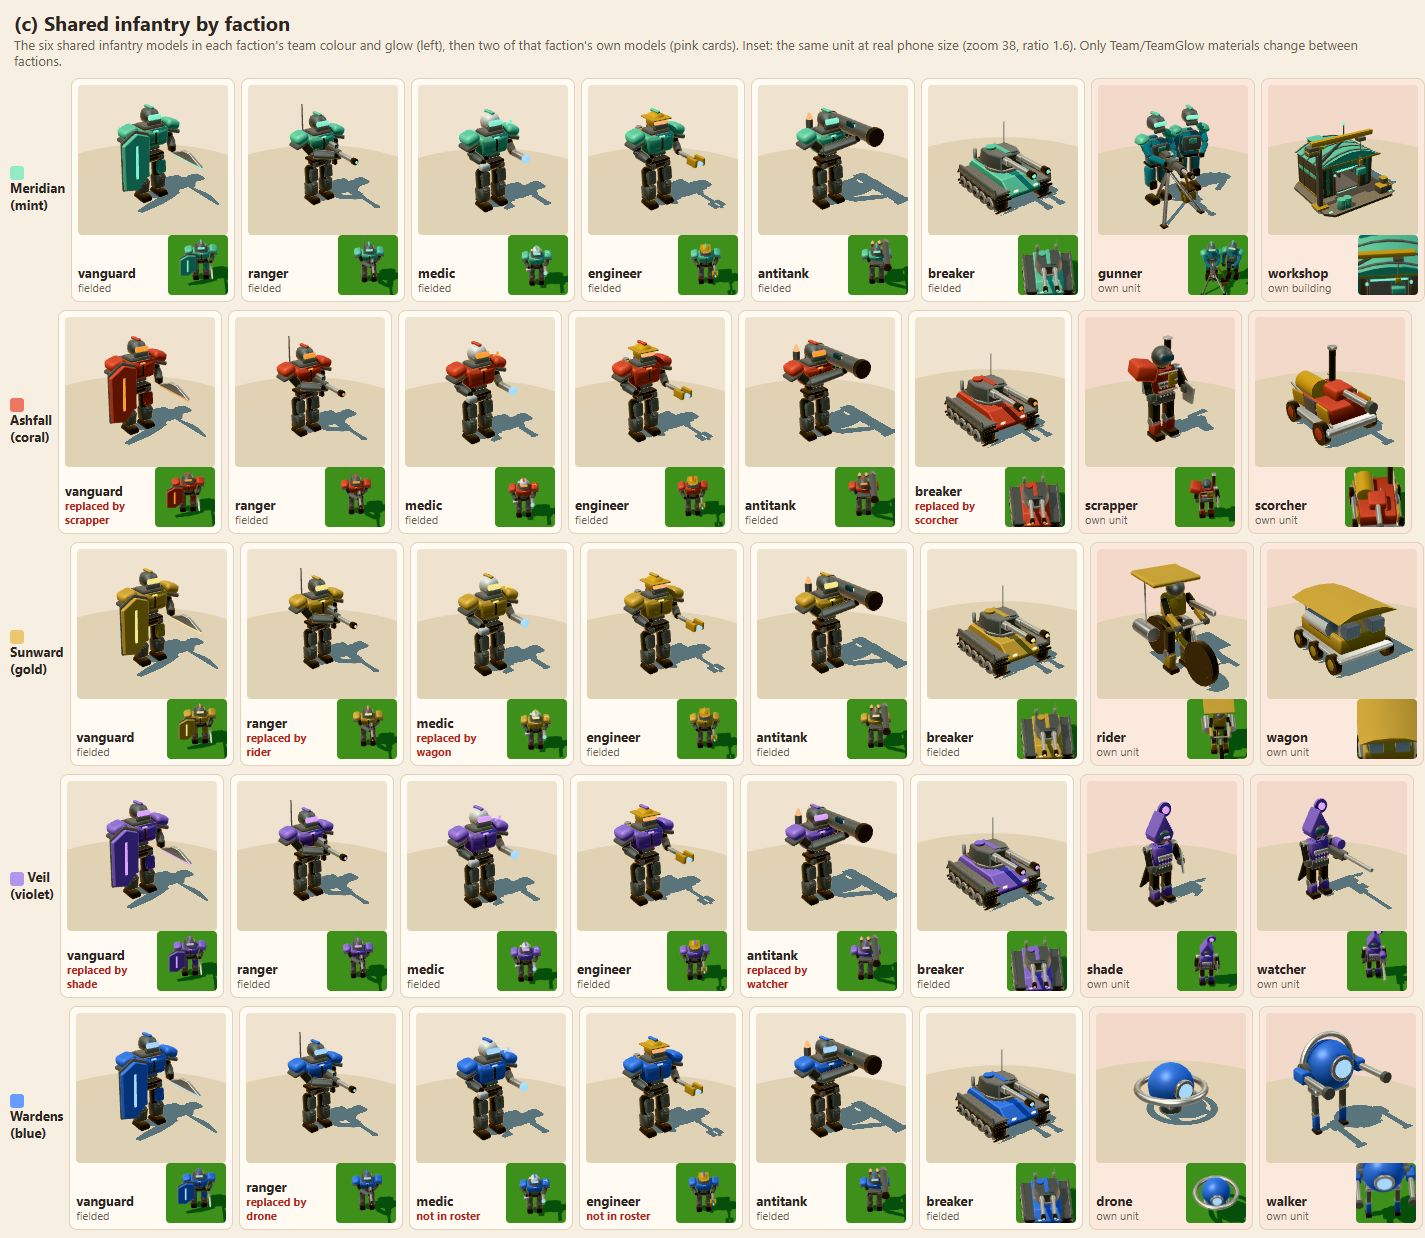 (c) Shared infantry by faction
The six shared infantry models in each faction's team colour and glow (left), then two of that faction's own models (pink cards). Inset: the same unit at real phone size (zoom 38, ratio 1.6). Only Team/TeamGlow materials change between
factions.
Meridian
(mint)
vanguard
fielded
ranger
fielded
medic
fielded
engineer
fielded
antitank
fielded
breaker
fielded
gunner
own unit
workshop
own building
Ashfall
(coral)
vanguard
replaced by
scrapper
ranger
fielded
medic
fielded
engineer
fielded
antitank
fielded
breaker
replaced by
scorcher
scrapper
own unit
scorcher
own unit
Sunward
(gold)
vanguard
fielded
ranger
replaced by
rider
medic
replaced by
wagon
engineer
fielded
antitank
fielded
breaker
fielded
rider
own unit
wagon
own unit
Veil
(violet)
vanguard
replaced by
shade
ranger
fielded
medic
fielded
engineer
fielded
antitank
replaced by
watcher
breaker
fielded
shade
own unit
watcher
own unit
Wardens
(blue)
vanguard
fielded
ranger
replaced by
drone
medic
not in roster
engineer
not in roster
antitank
fielded
breaker
fielded
drone
own unit
walker
own unit